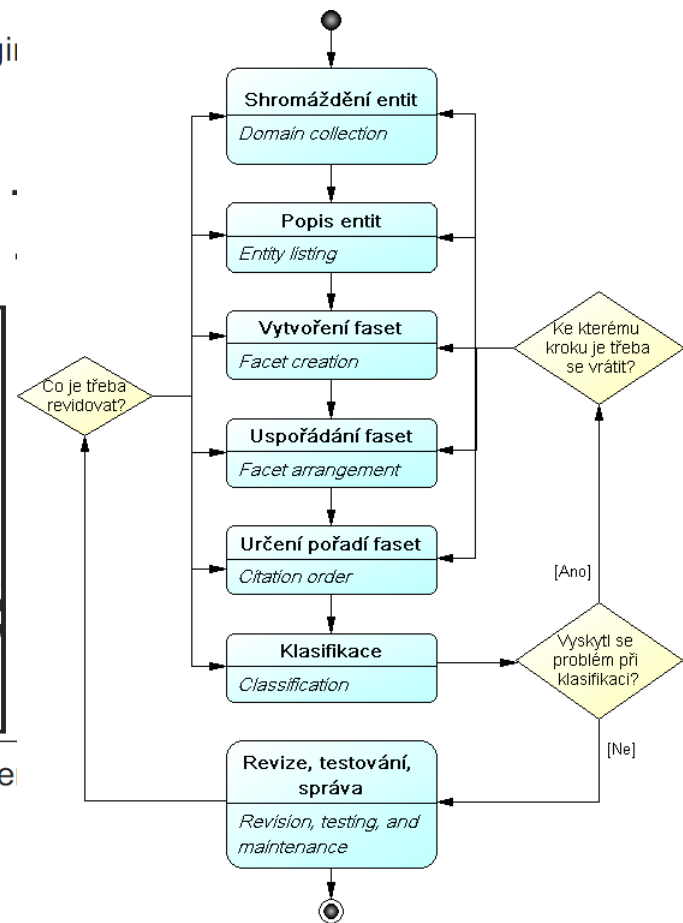 Shromáždění entit
Domain collection
Popis entit
Entity listing
Vytvoření faset
Facet creation
Ke kterému
kroku je třeba
se vrátit?
Co je třeba
revidovat?
Uspořádání faset
Facet arrangement
Určení pořadí faset
Citation order
[Ano]
Klasifikace
Classification
Vyskytl se
problém při
klasifikaci?
[Ne]
Revize, testování,
správa
Revision, testing, and
maintenance